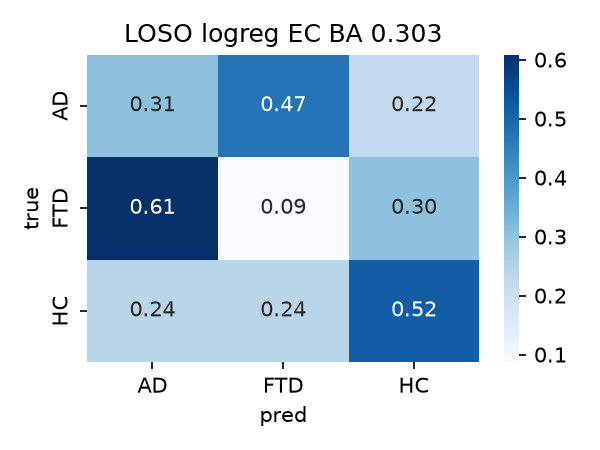 LOSO logreg EC BA 0.303
AD 0.31 0.47 0.22
FTD 0.61 0.09 0.30
HC 0.24 0.24 0.52
AD FTD HC
pred
true
0.6
0.5
0.4
0.3
0.2
0.1